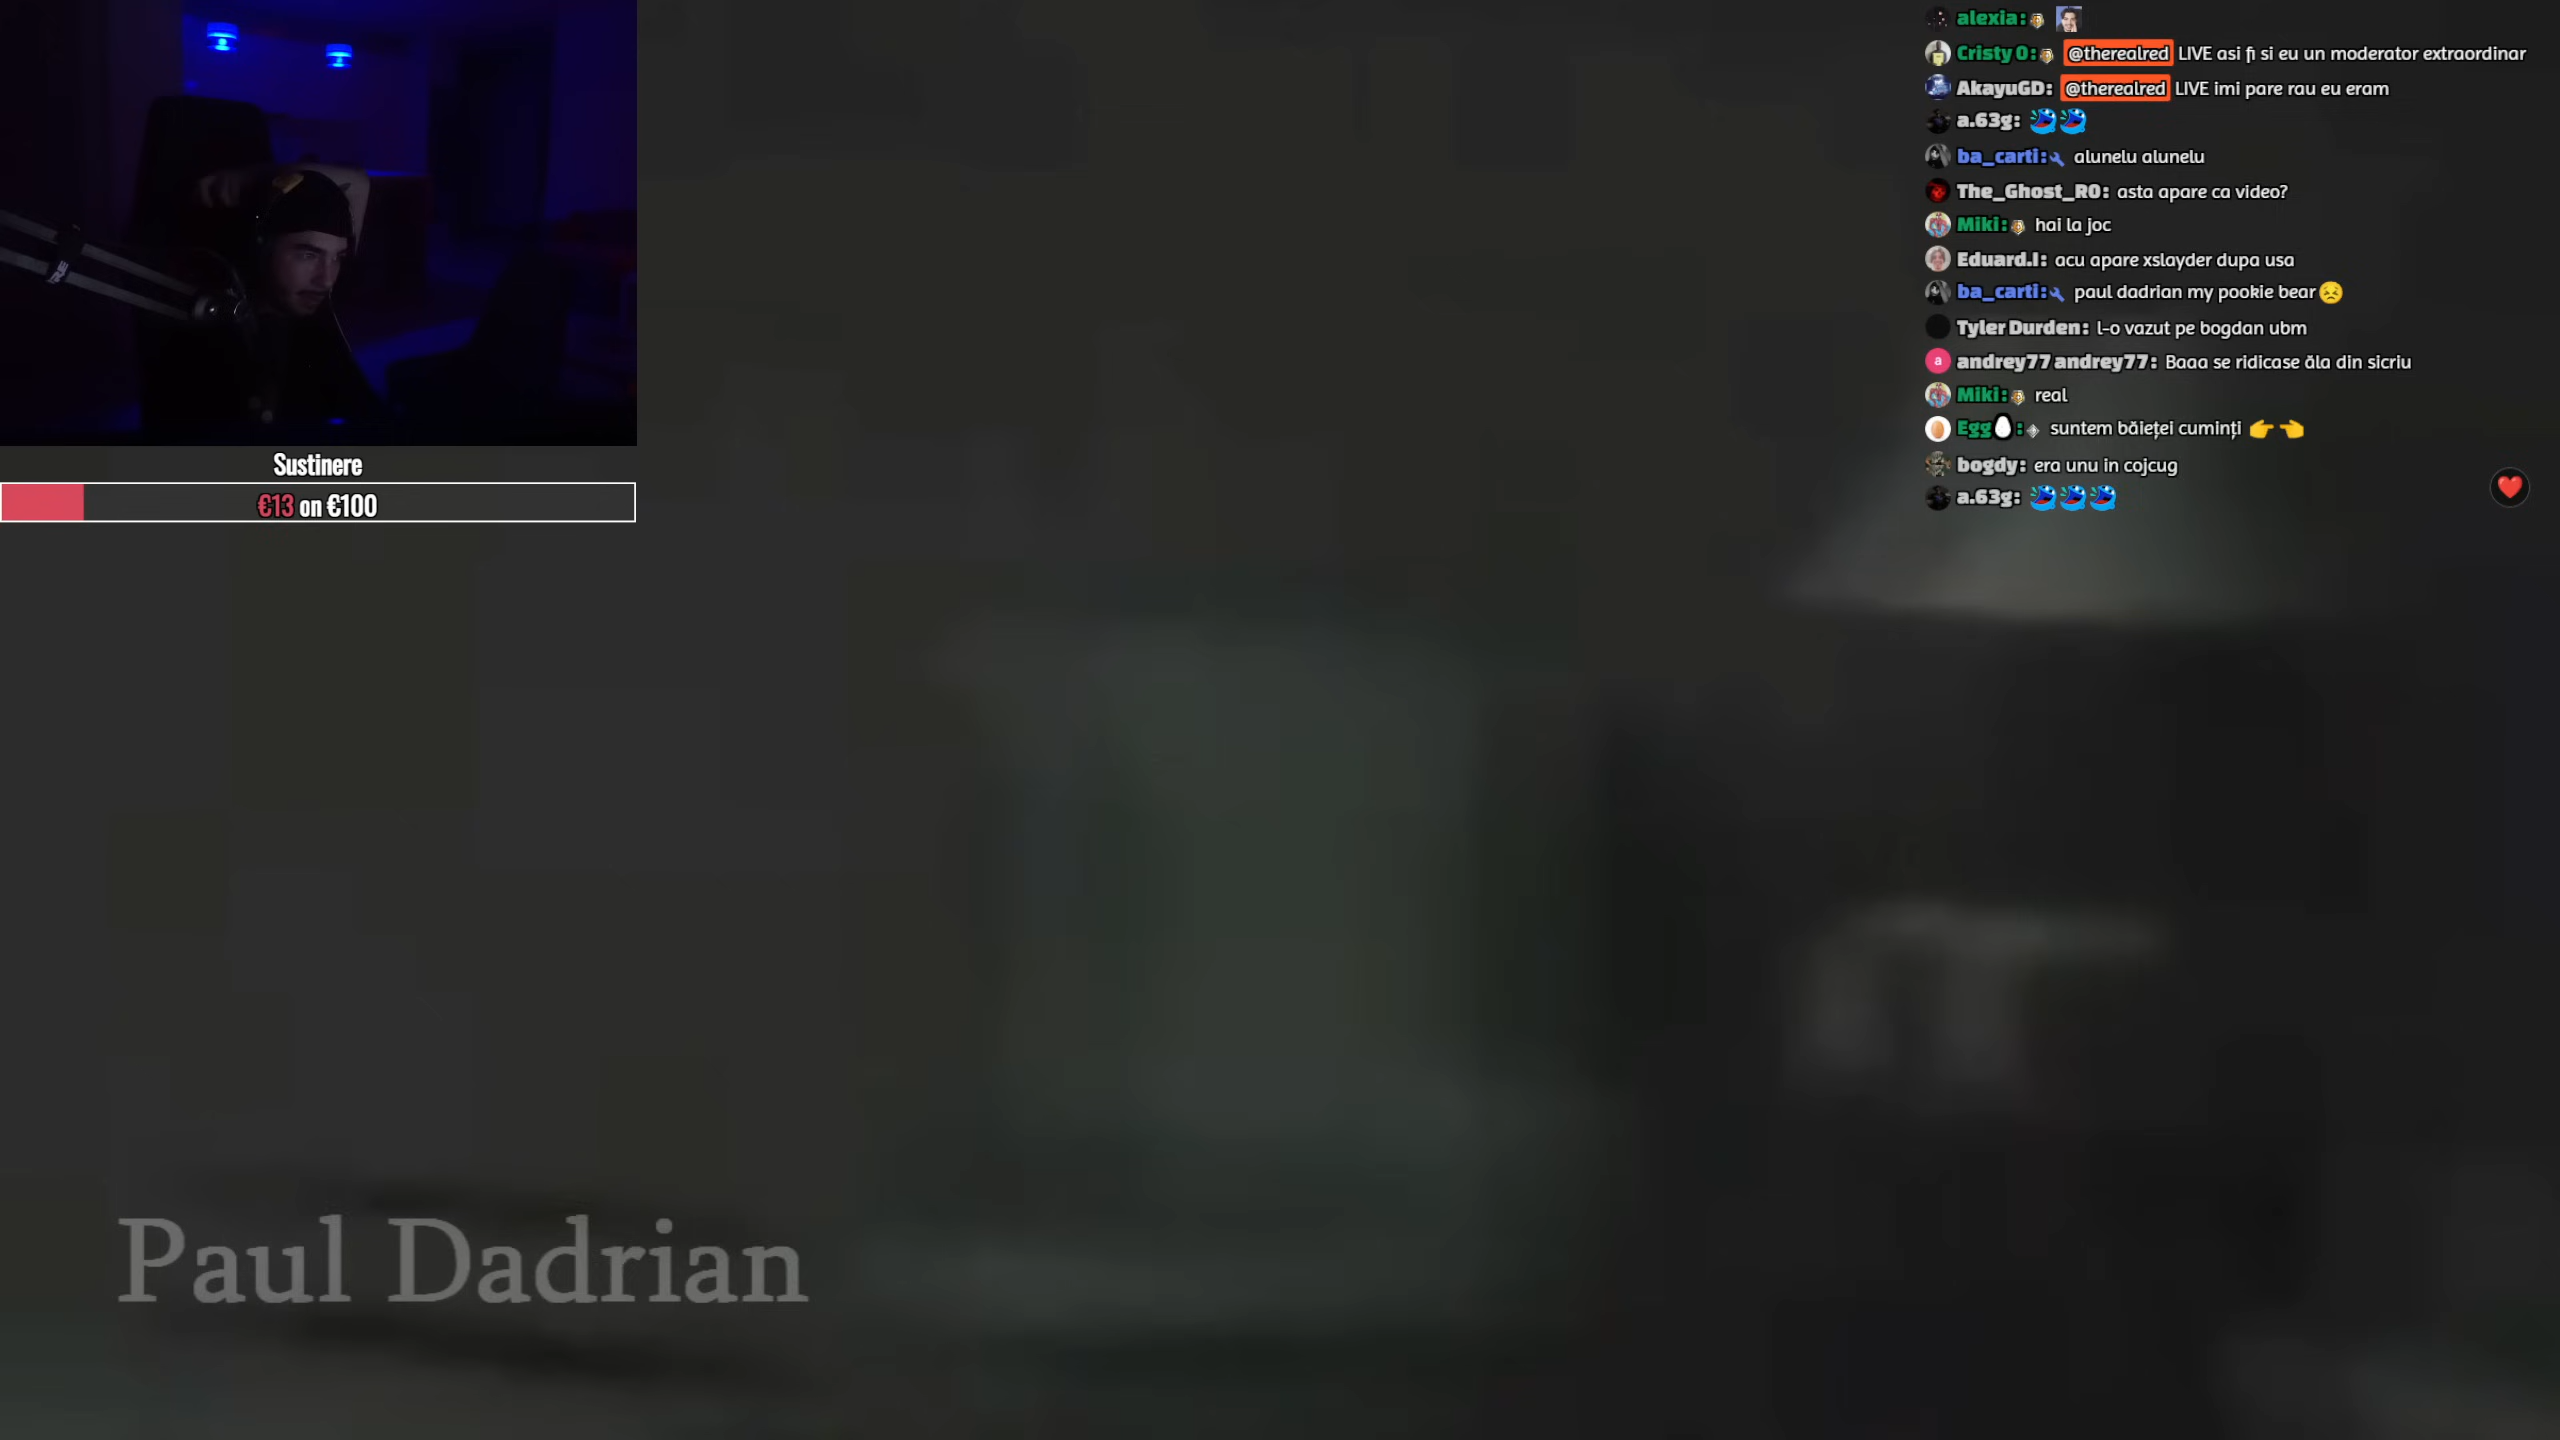 alexia:
Cristy O: @therealred LIVE asi fi si eu un moderator extraordinar
AkayuGD: @therealred LIVE imi pare rau eu eram
a.63g:
ba_carti: alunelu alunelu
The_Ghost_RO: asta apare ca video?
Miki: hai la joc
Eduard.I: acu apare xslayder dupa usa
ba_carti: paul dadrian my pookie bear😣
Tyler Durden: l-o vazut pe bogdan ubm
andrey77 andrey77: Baaa se ridicase ăla din sicriu
Miki: real
Egg🥚: suntem băieței cuminți 👉👈
bogdy: era unu in cojcug
a.63g:
Sustinere
€13 on €100
Paul Dadrian